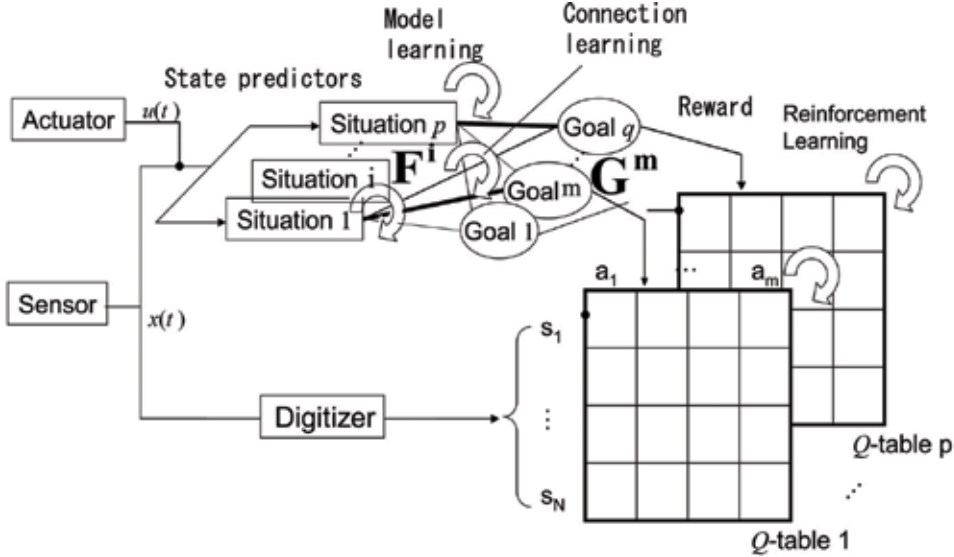 Model
learning
Connection
learning
State predictors
Actuator
u(t)
Situation p
⋰
Goal q
Reward
Reinforcement
Learning
Situation i
F^i
Goal m
⋰
G^m
Situation 1
Goal 1
Sensor
x(t)
a_1
...
a_m
s_1
⋮
s_N
Digitizer
Q-table p
⋰
Q-table 1